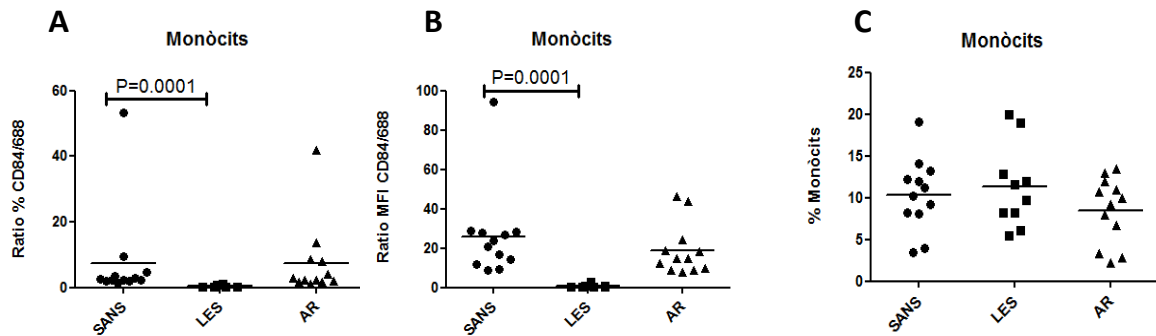 A
Monòcits
P=0.0001
Ratio % CD84/688
60
40
20
0
SANS
LES
AR
B
Monòcits
P=0.0001
Ratio MFI CD84/688
100
80
60
40
20
0
SANS
LES
AR
C
Monòcits
% Monòcits
25
20
15
10
5
0
SANS
LES
AR